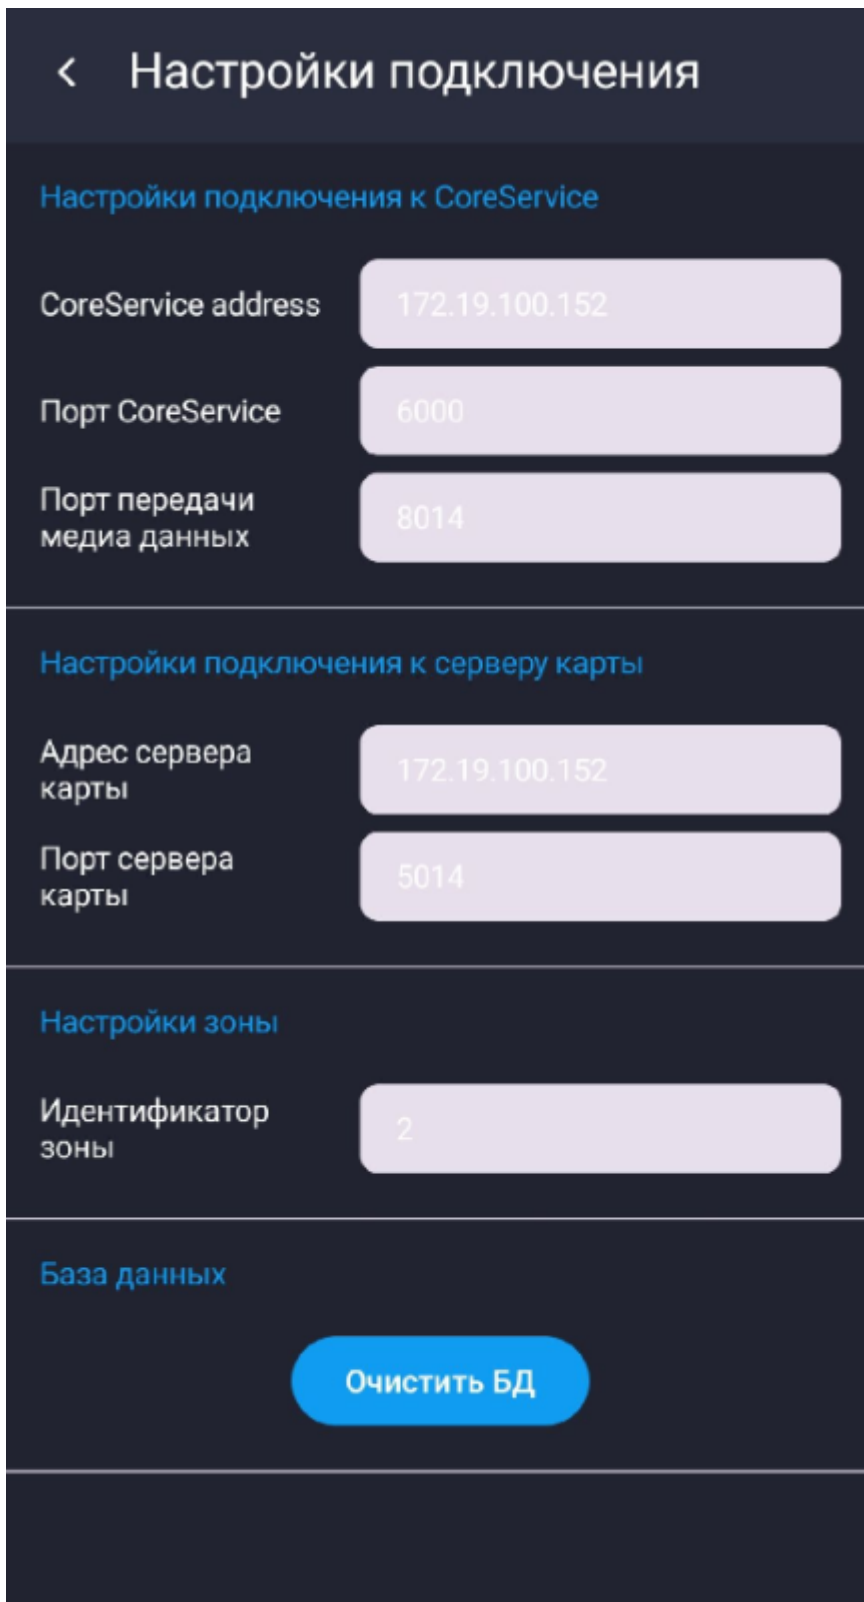 Настройки подключения
Настройки подключения к CoreService
CoreService address
172.19.100.152
Порт CoreService
6000
Порт передачи
медиа данных
8014
Настройки подключения к серверу карты
Адрес сервера
карты
172.19.100.152
Порт сервера
карты
5014
Настройки зоны
Идентификатор
зоны
2
База данных
Очистить БД